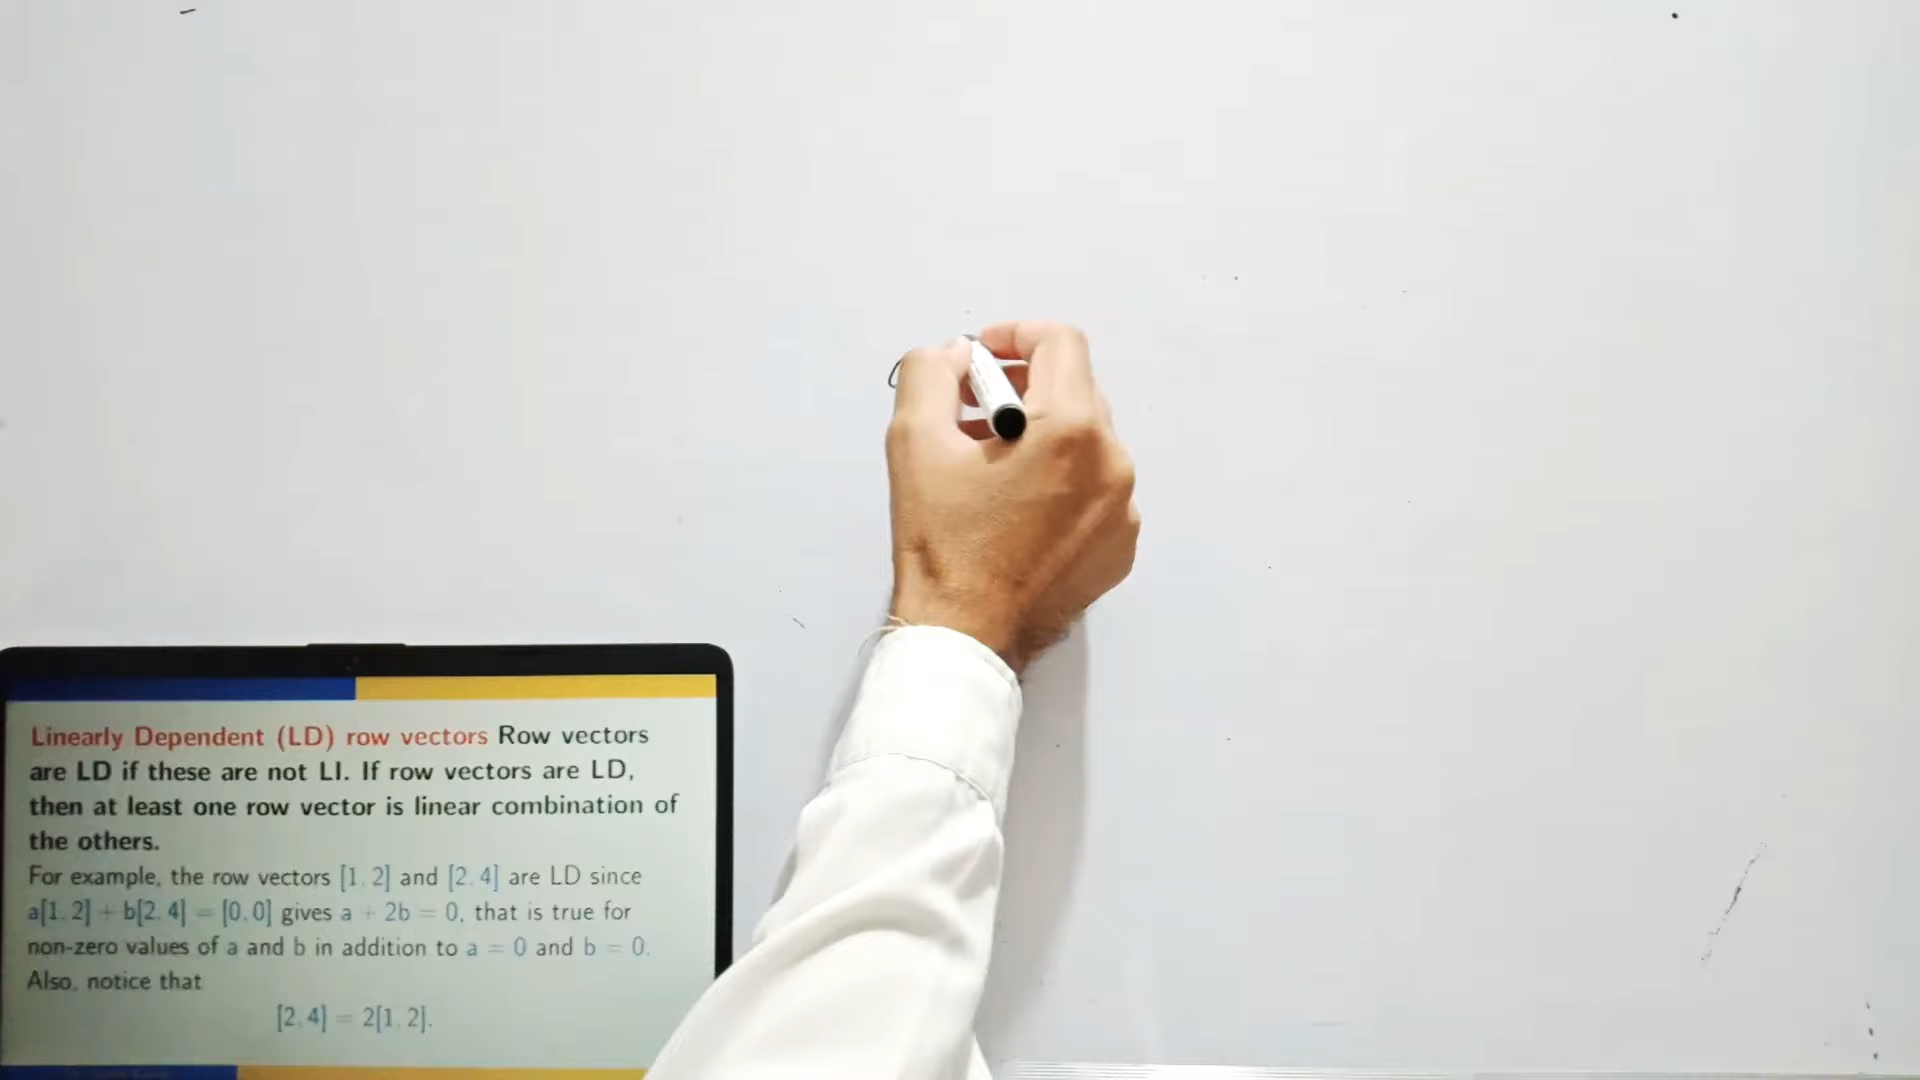 Linearly Dependent (LD) row vectors Row vectors
are LD if these are not LI. If row vectors are LD,
then at least one row vector is linear combination of
the others.
For example, the row vectors [1, 2] and [2, 4] are LD since
a[1, 2] + b[2, 4] = [0, 0] gives a + 2b = 0, that is true for
non-zero values of a and b in addition to a = 0 and b = 0.
Also, notice that
[2, 4] = 2[1, 2].